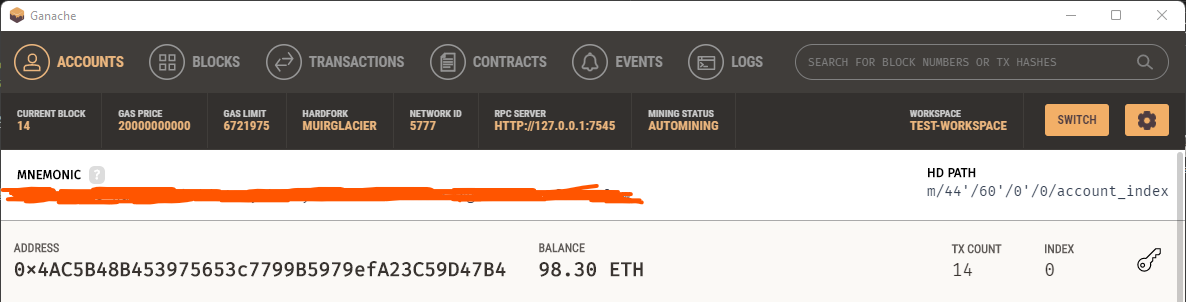 Ganache
ACCOUNTS BLOCKS TRANSACTIONS CONTRACTS EVENTS LOGS SEARCH FOR BLOCK NUMBERS OR TX HASHES
CURRENT BLOCK GAS PRICE GAS LIMIT HARDFORK NETWORK ID RPC SERVER MINING STATUS WORKSPACE
14 20000000000 6721975 MUIRGLACIER 5777 HTTP://127.0.0.1:7545 AUTOMINING TEST-WORKSPACE SWITCH
MNEMONIC ? HD PATH
m/44'/60'/0'/0/account_index
ADDRESS BALANCE TX COUNT INDEX
0×4AC5B48B453975653c7799B5979efA23C59D47B4 98.30 ETH 14 0